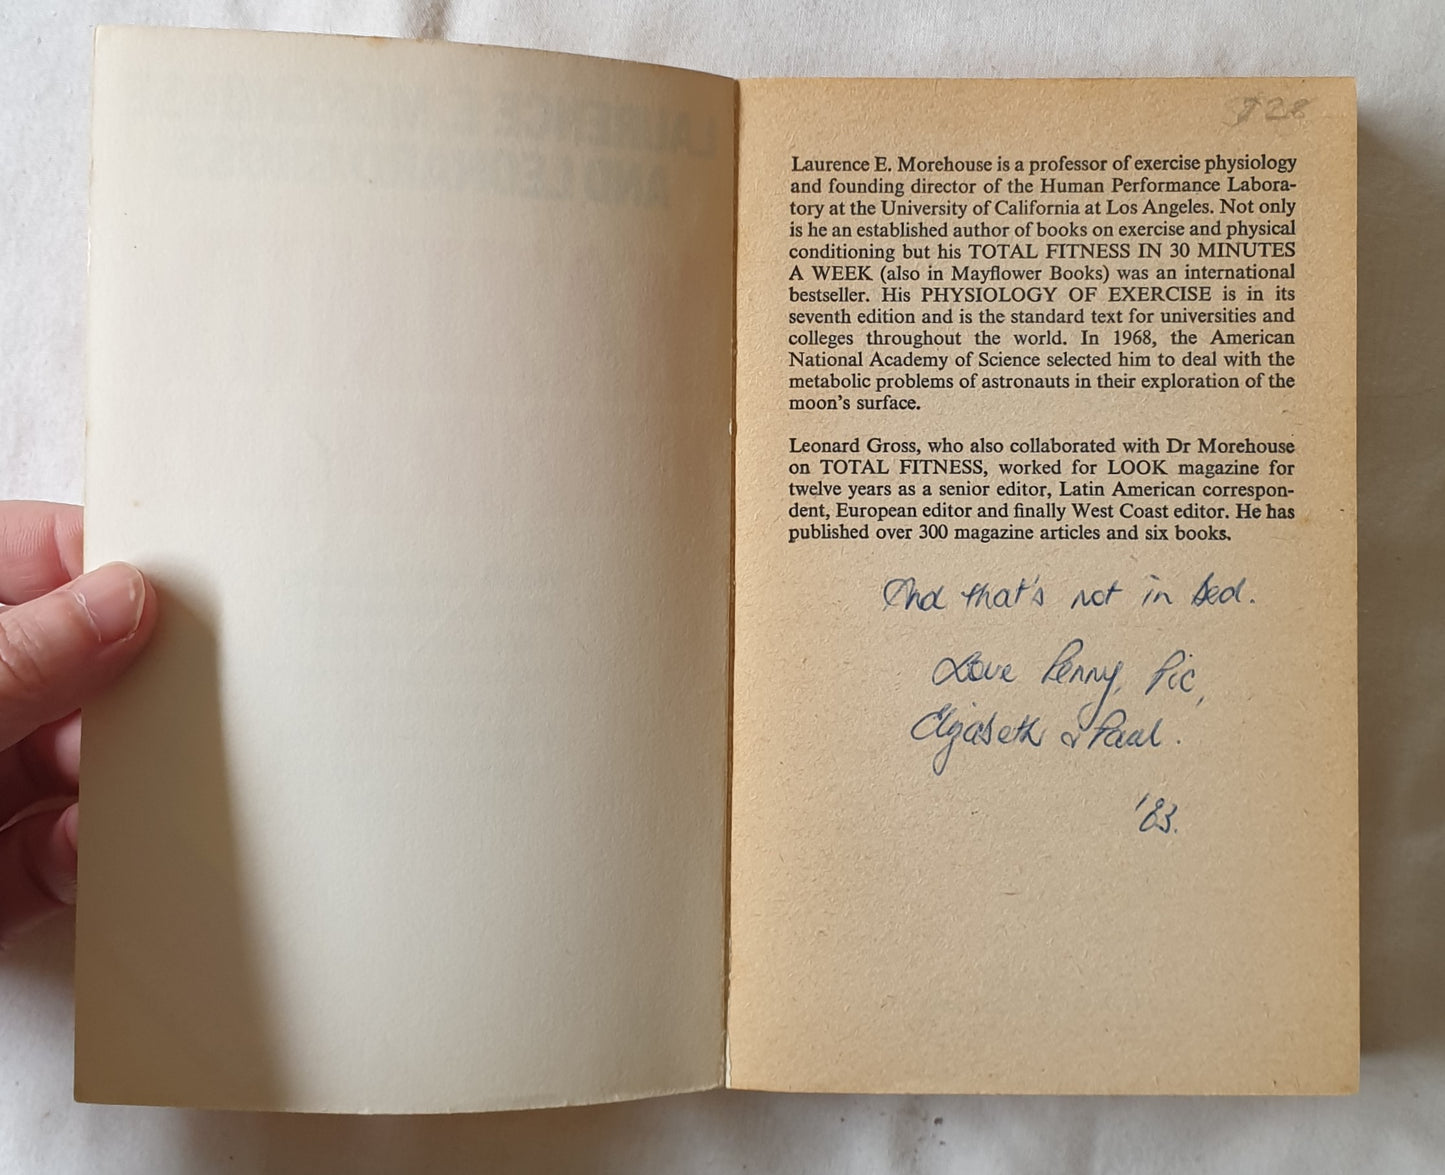 Laurence E. Morehouse is a professor of exercise physiology
and founding director of the Human Performance Labora-
tory at the University of California at Los Angeles. Not only
is he an established author of books on exercise and physical
conditioning but his TOTAL FITNESS IN 30 MINUTES
A WEEK (also in Mayflower Books) was an international
bestseller. His PHYSIOLOGY OF EXERCISE is in its
seventh edition and is the standard text for universities and
colleges throughout the world. In 1968, the American
National Academy of Science selected him to deal with the
metabolic problems of astronauts in their exploration of the
moon's surface.
Leonard Gross, who also collaborated with Dr Morehouse
on TOTAL FITNESS, worked for LOOK magazine for
twelve years as a senior editor, Latin American correspon-
dent, European editor and finally West Coast editor. He has
published over 300 magazine articles and six books.
And that's not in bed.
Love Penny, Pic,
Elizabeth & Paul.
'83.